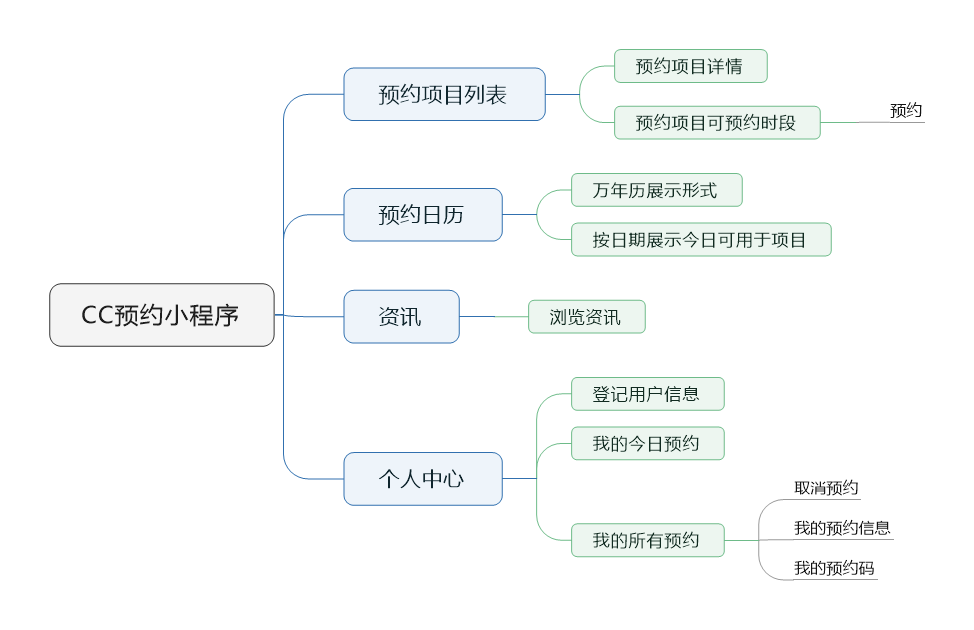 CC预约小程序
预约项目列表
预约项目详情
预约项目可预约时段
预约
预约日历
万年历展示形式
按日期展示今日可用于项目
资讯
浏览资讯
个人中心
登记用户信息
我的今日预约
我的所有预约
取消预约
我的预约信息
我的预约码